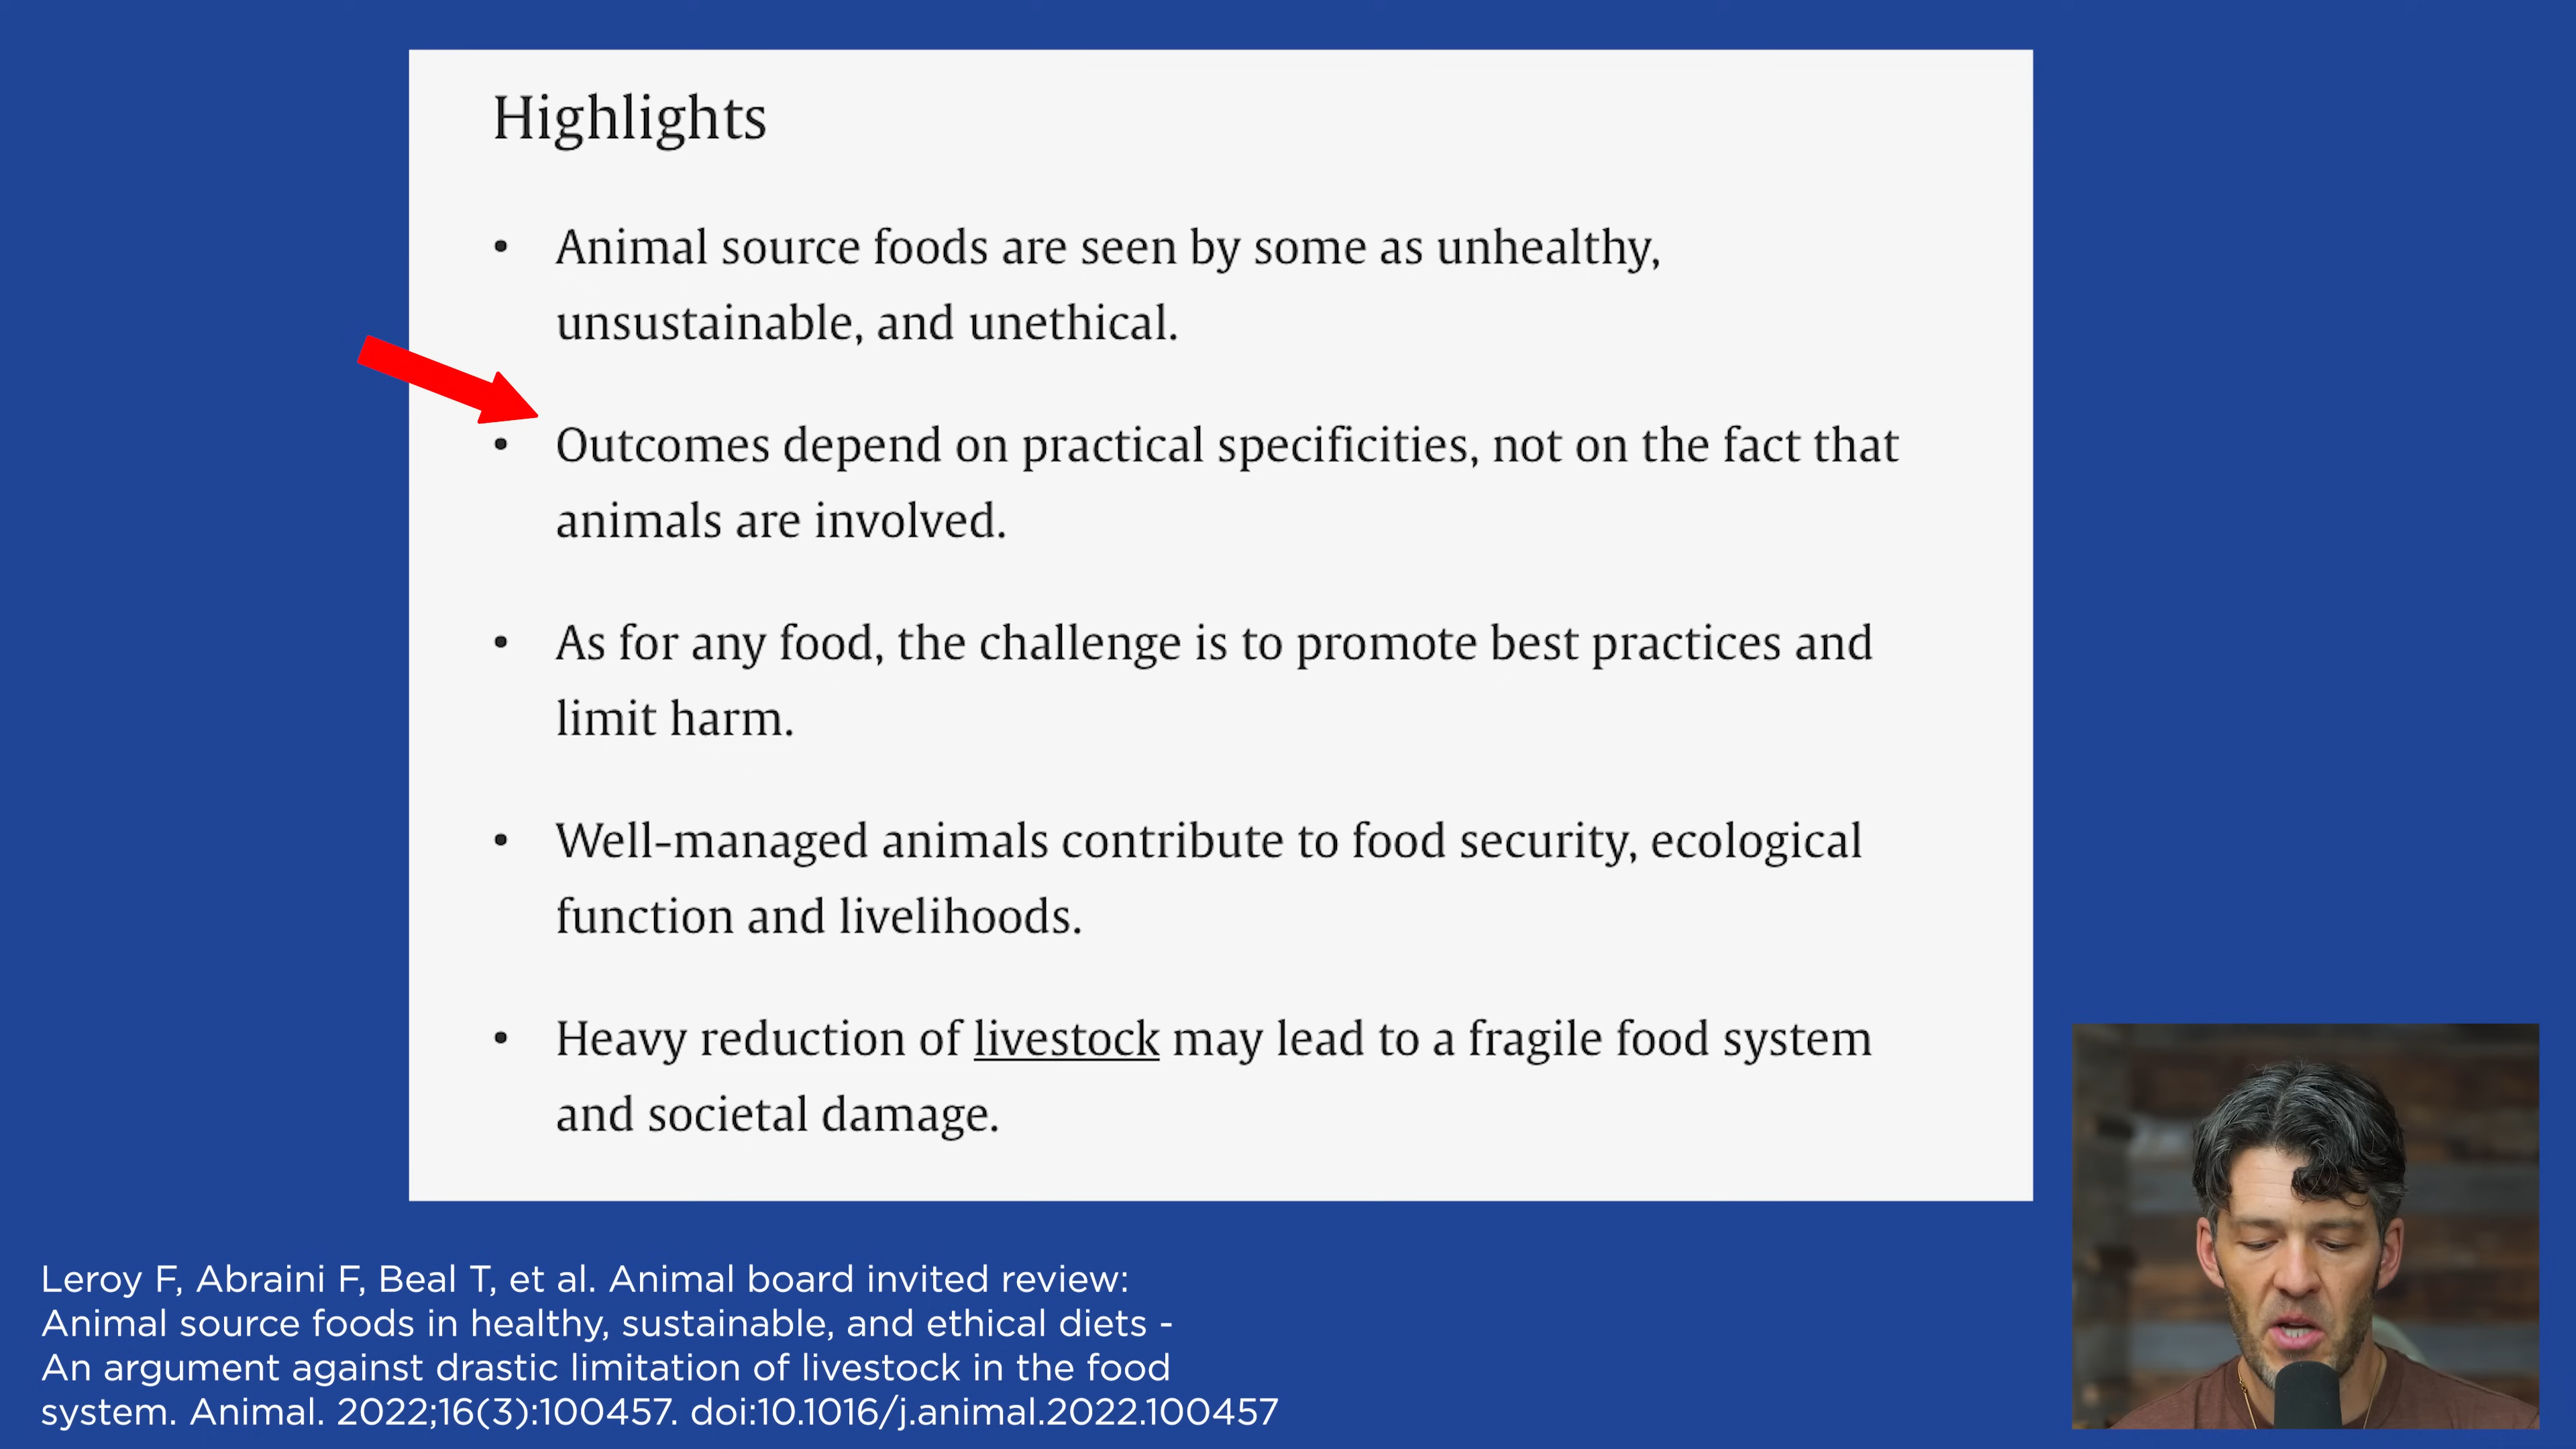 Highlights
• Animal source foods are seen by some as unhealthy,
unsustainable, and unethical.
• Outcomes depend on practical specificities, not on the fact that
animals are involved.
• As for any food, the challenge is to promote best practices and
limit harm.
• Well-managed animals contribute to food security, ecological
function and livelihoods.
• Heavy reduction of livestock may lead to a fragile food system
and societal damage.
Leroy F, Abraini F, Beal T, et al. Animal board invited review:
Animal source foods in healthy, sustainable, and ethical diets -
An argument against drastic limitation of livestock in the food
system. Animal. 2022;16(3):100457. doi:10.1016/j.animal.2022.100457